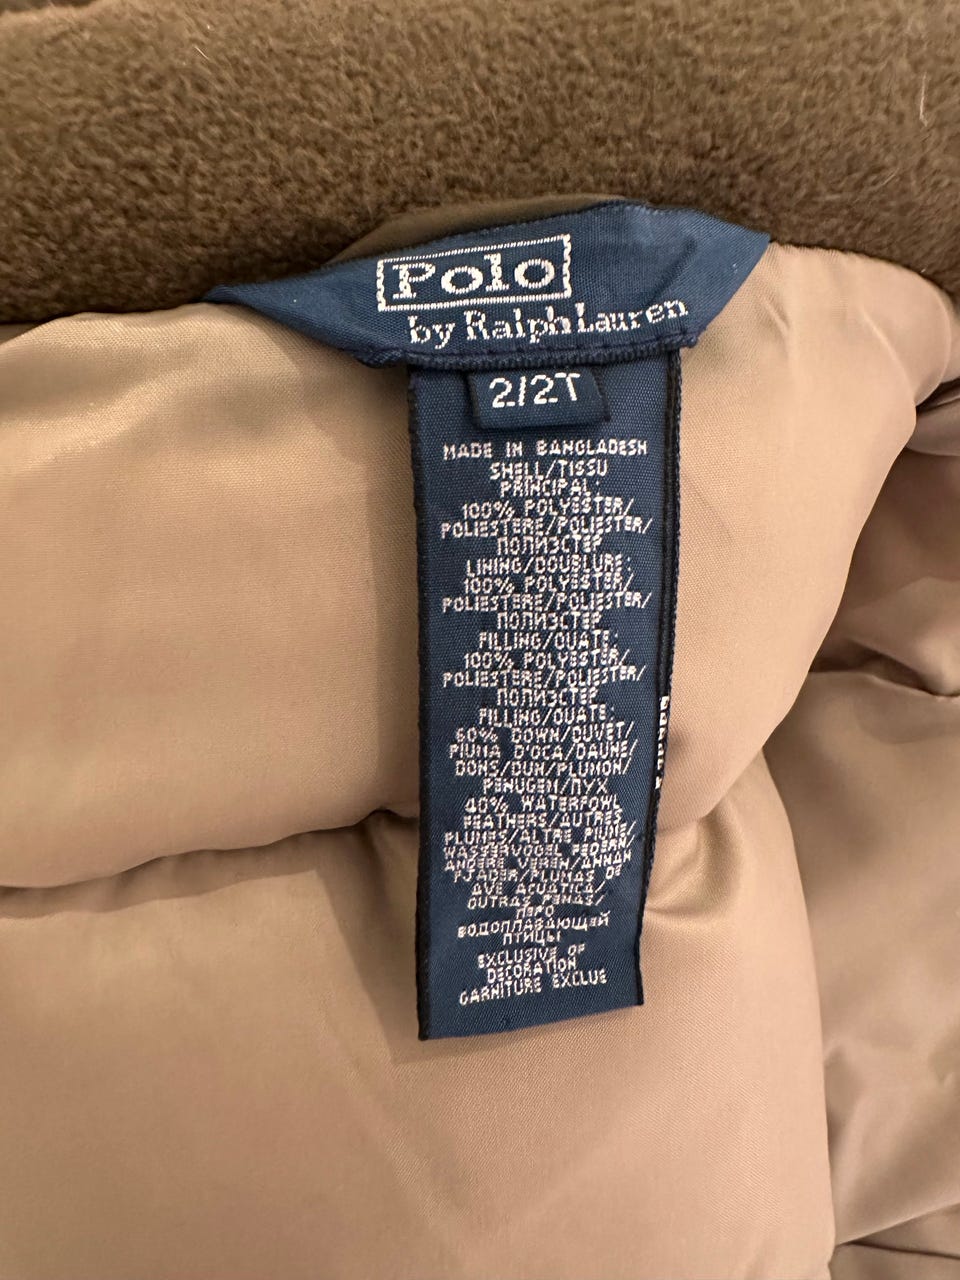 Polo
by Ralph Lauren
2/2T
MADE IN BANGLADESH
SHELL/TISSU
PRINCIPAL:
100% POLYESTER/
POLIESTERE/POLIESTER/
ПОЛИЭСТЕР
LINING/DOUBLURE:
100% POLYESTER/
POLIESTERE/POLIESTER/
ПОЛИЭСТЕР
FILLING/OUATE:
100% POLYESTER/
POLIESTERE/POLIESTER/
ПОЛИЭСТЕР
FILLING/OUATE
60% DOWN/DUVET/
PIUMA D'OCA/DAUNE/
DONS/DUN/PLUMON/
PENUGEM/ПУХ
40% WATERFOWL
FEATHERS/AUTRES
PLUMES/ALTRE PIUME/
WASSERVOGEL FEDERN/
ANDERE VEREN/ANNAN
FJADER/PLUMAS DE
AVE ACUATICA/
OUTRAS PENAS/
ПЕРО
ВОДОПЛАВАЮЩЕЙ
ПТИЦЫ
EXCLUSIVE OF
DECORATION
GARNITURE EXCLUE